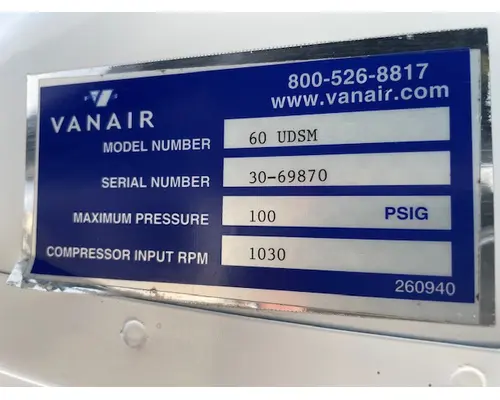 800-526-8817
VANAIR www.vanair.com
MODEL NUMBER 60 UDSM
SERIAL NUMBER 30-69870
MAXIMUM PRESSURE 100 PSIG
COMPRESSOR INPUT RPM 1030
260940